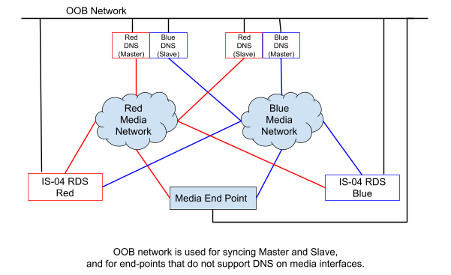 OOB Network
Red
DNS
(Master)
Blue
DNS
(Slave)
Red
DNS
(Slave)
Blue
DNS
(Master)
Red
Media
Network
Blue
Media
Network
IS-04 RDS
Red
Media End Point
IS-04 RDS
Blue
OOB network is used for syncing Master and Slave,
and for end-points that do not support DNS on media interfaces.